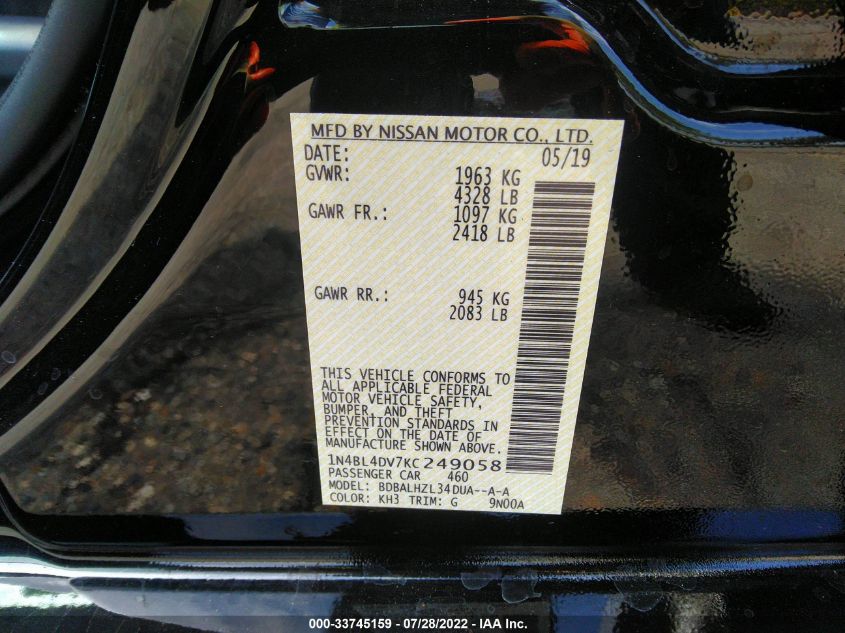 MFD BY NISSAN MOTOR CO., LTD.
DATE: 05/19
GVWR: 1963 KG
4328 LB
GAWR FR.: 1097 KG
2418 LB
GAWR RR.: 945 KG
2083 LB
THIS VEHICLE CONFORMS TO
ALL APPLICABLE FEDERAL
MOTOR VEHICLE SAFETY,
BUMPER, AND THEFT
PREVENTION STANDARDS IN
EFFECT ON THE DATE OF
MANUFACTURE SHOWN ABOVE.
1N4BL4DV7KC249058
PASSENGER CAR 460
MODEL: BDBALHZL34DUA--A-A
COLOR: KH3 TRIM: G 9N00A
000-33745159 - 07/28/2022 - IAA Inc.